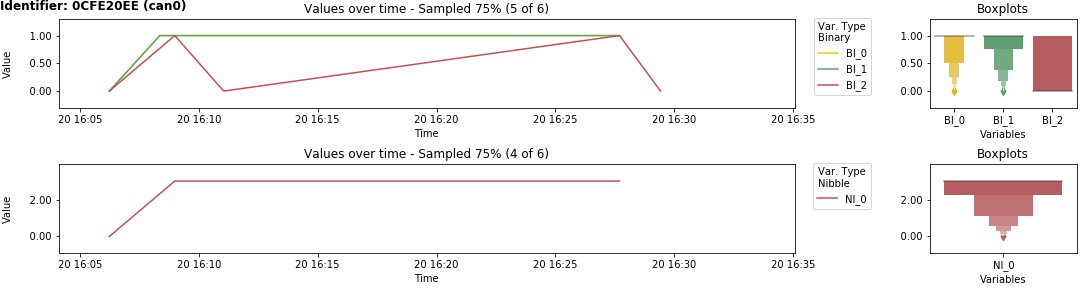 Identifier: 0CFE20EE (can0)
Values over time - Sampled 75% (5 of 6)
Value
1.00
0.50
0.00
20 16:05
20 16:10
20 16:15
20 16:20
20 16:25
20 16:30
20 16:35
Time
Var. Type
Binary
BI_0
BI_1
BI_2
Boxplots
1.00
0.50
0.00
BI_0
BI_1
BI_2
Variables
Values over time - Sampled 75% (4 of 6)
Value
2.00
0.00
20 16:05
20 16:10
20 16:15
20 16:20
20 16:25
20 16:30
20 16:35
Time
Var. Type
Nibble
NI_0
Boxplots
2.00
0.00
NI_0
Variables